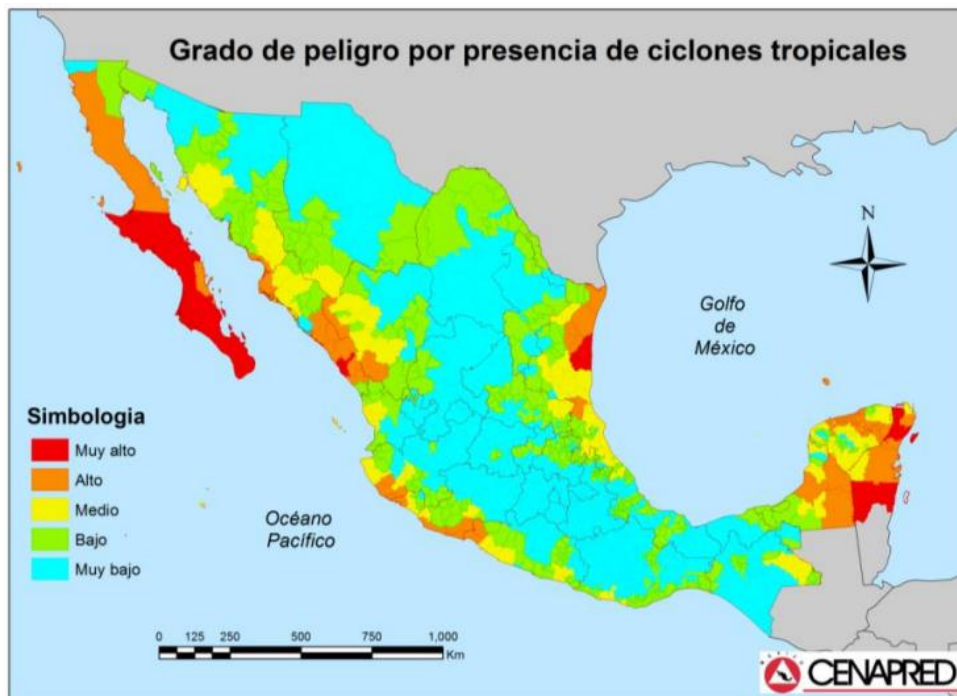 Grado de peligro por presencia de ciclones tropicales
N
Golfo
de
México
Simbologia
Muy alto
Alto
Medio
Bajo
Muy bajo
Océano
Pacífico
0 125 250 500 750 1,000
Km
CENAPRED